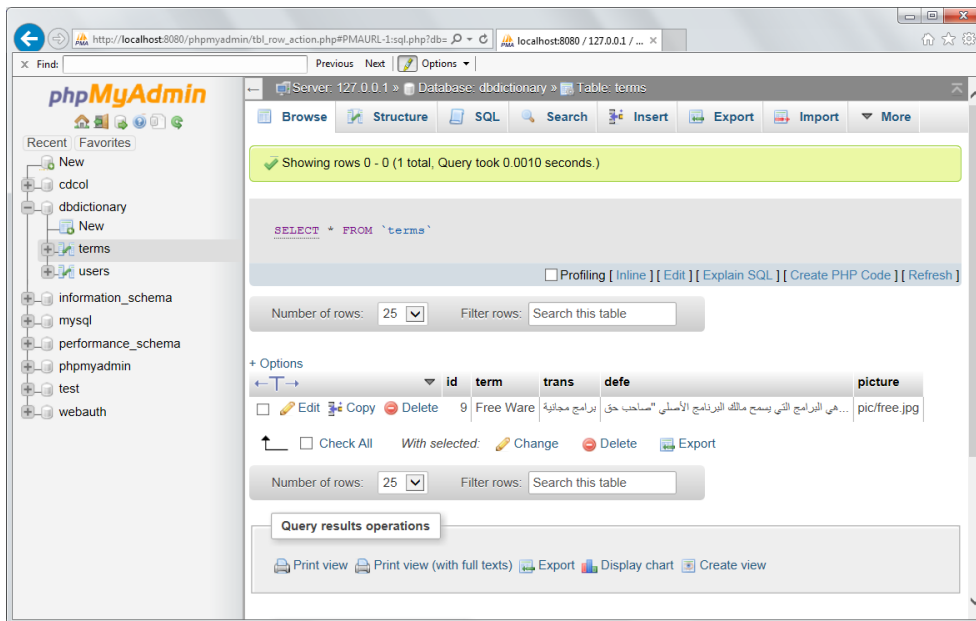 http://localhost:8080/phpmyadmin/tbl_row_action.php#PMAURL-1:sql.php?db=
localhost:8080 / 127.0.0.1 / ...
× Find: Previous Next Options
phpMyAdmin
Recent Favorites
New
cdcol
dbdictionary
New
terms
users
information_schema
mysql
performance_schema
phpmyadmin
test
webauth
Server: 127.0.0.1 » Database: dbdictionary » Table: terms
Browse Structure SQL Search Insert Export Import More
Showing rows 0 - 0 (1 total, Query took 0.0010 seconds.)
SELECT * FROM `terms`
Profiling [ Inline ] [ Edit ] [ Explain SQL ] [ Create PHP Code ] [ Refresh ]
Number of rows: 25 Filter rows: Search this table
+ Options
id term trans defe picture
Edit Copy Delete 9 Free Ware برامج مجانية هي البرامج التي يسمح مالك البرنامج الأصلي "صاحب حق... pic/free.jpg
Check All With selected: Change Delete Export
Number of rows: 25 Filter rows: Search this table
Query results operations
Print view Print view (with full texts) Export Display chart Create view